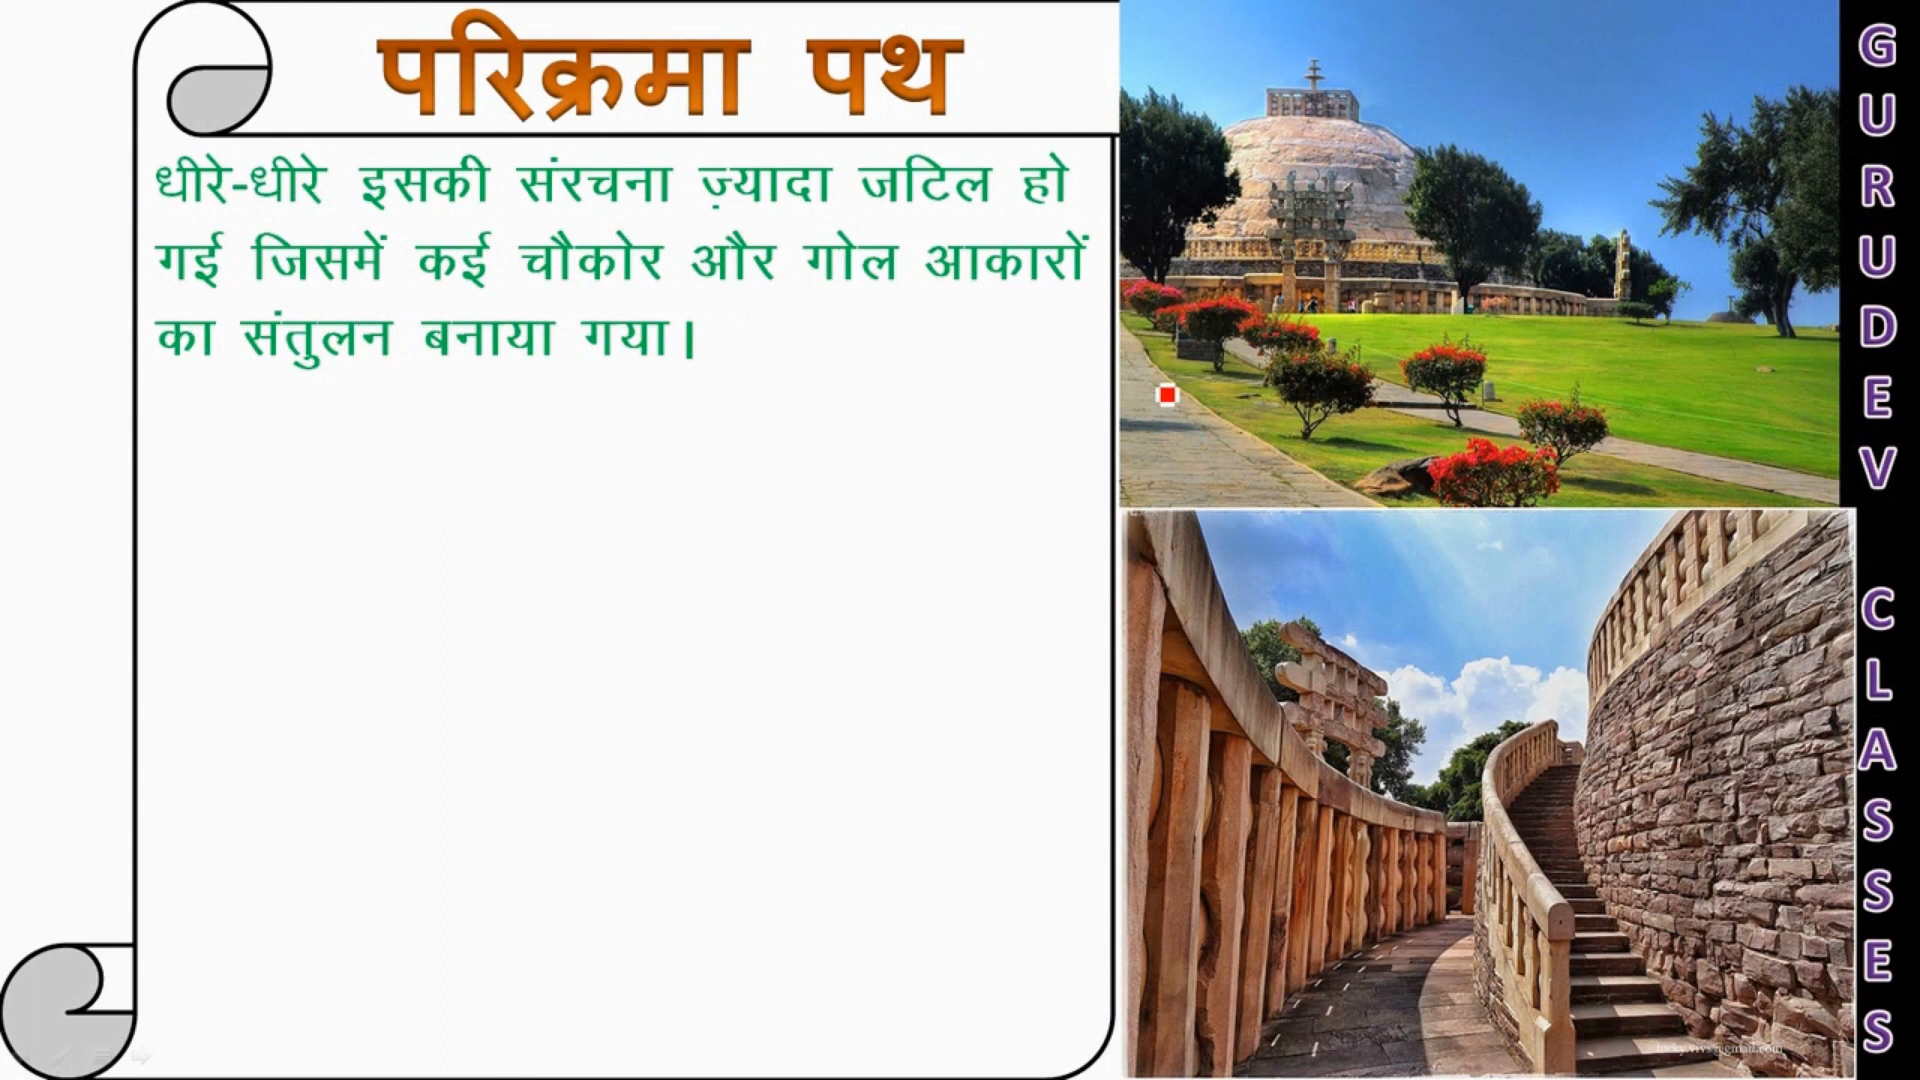 परिक्रमा पथ
धीरे-धीरे इसकी संरचना ज़्यादा जटिल हो
गई जिसमें कई चौकोर और गोल आकारों
का संतुलन बनाया गया।
GURUDEV CLASSES